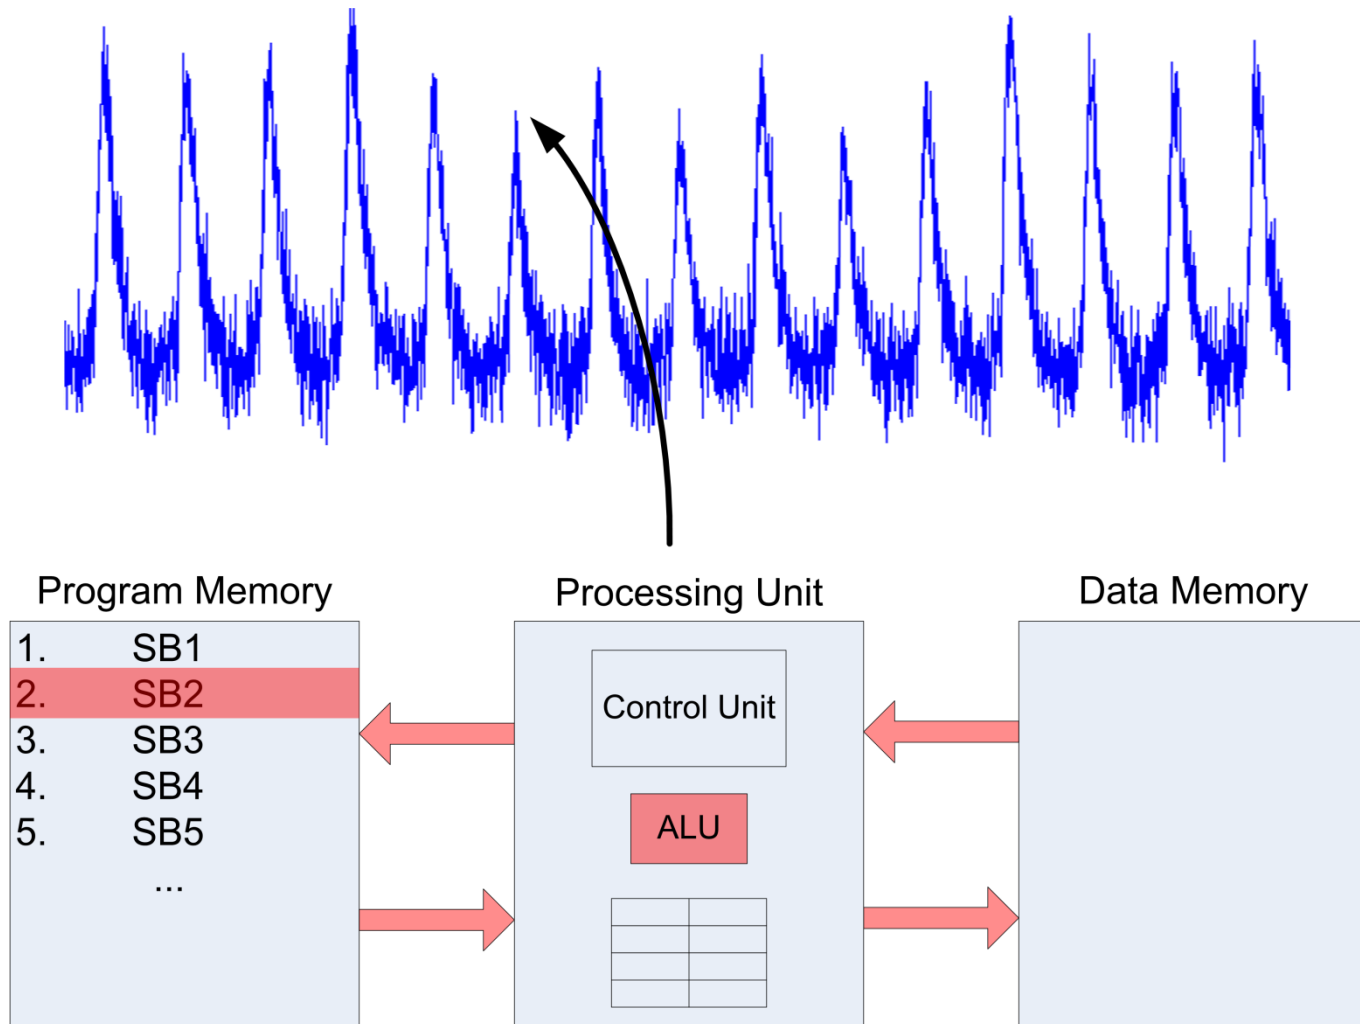 Program Memory
Processing Unit
Data Memory
1. SB1
2. SB2
3. SB3
4. SB4
5. SB5
...
Control Unit
ALU